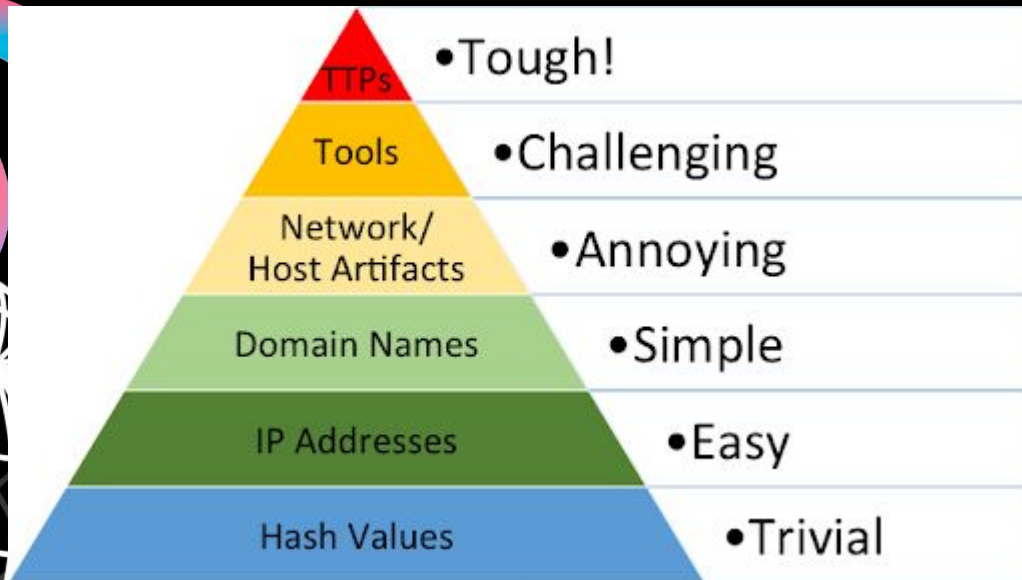 TTPs
•Tough!
Tools
•Challenging
Network/
Host Artifacts
•Annoying
Domain Names
•Simple
IP Addresses
•Easy
Hash Values
•Trivial